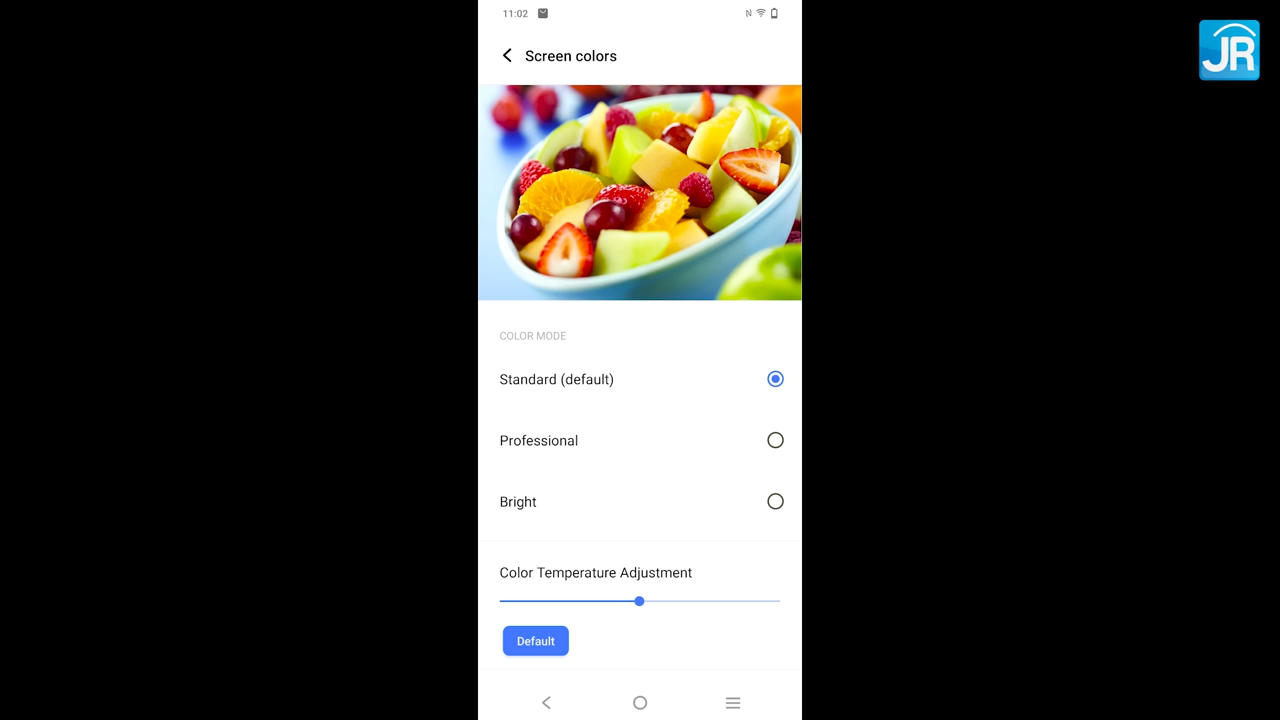 11:02
JR
Screen colors
COLOR MODE
Standard (default)
Professional
Bright
Color Temperature Adjustment
Default